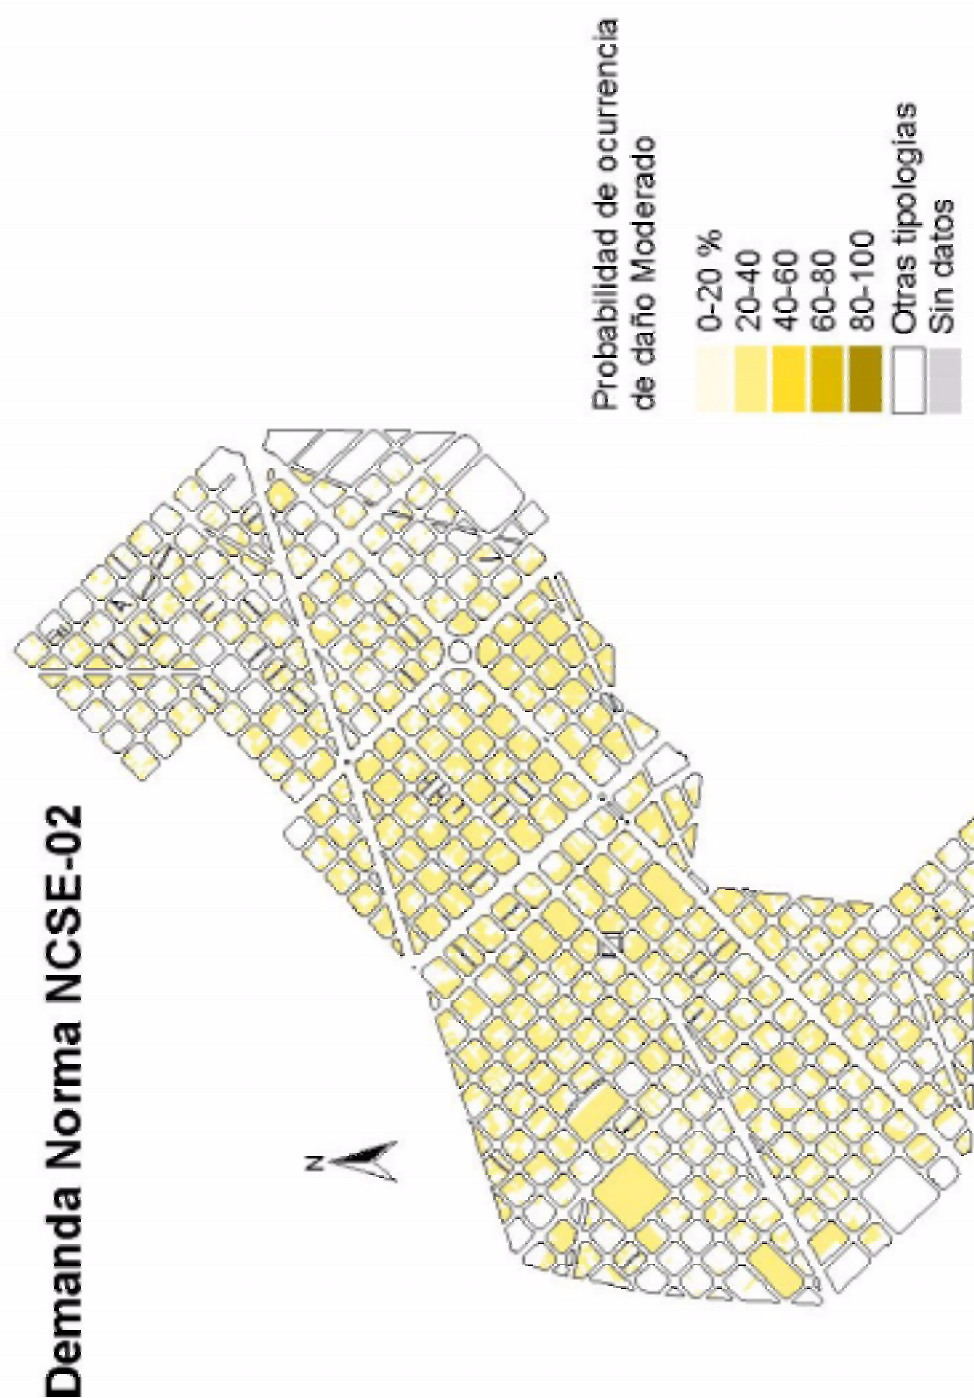 Demanda Norma NCSE-02
N
Probabilidad de ocurrencia
de daño Moderado
0-20 %
20-40
40-60
60-80
80-100
Otras tipologías
Sin datos